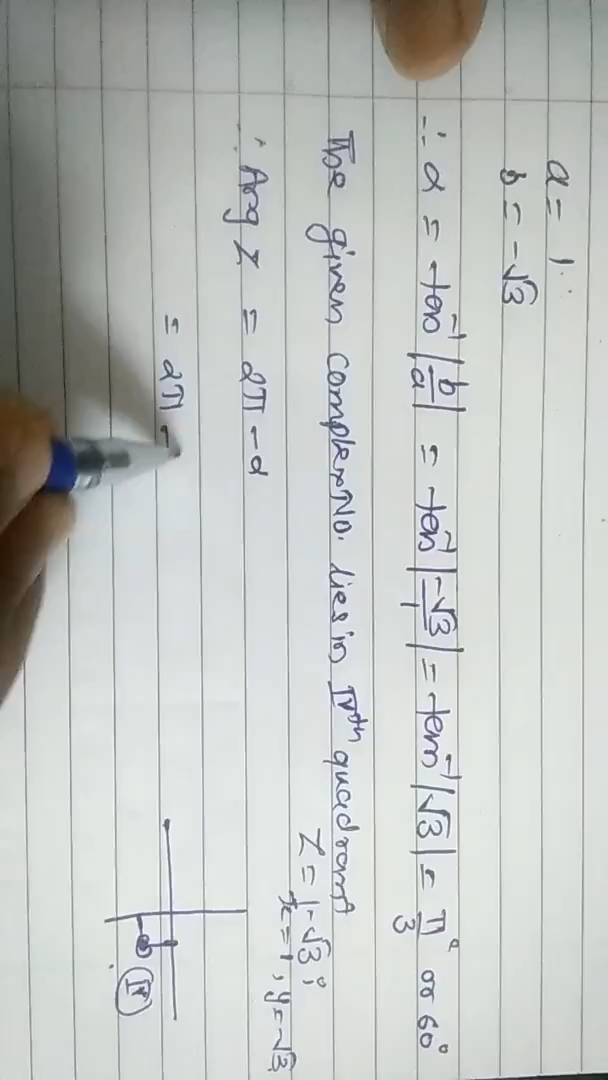 a = 1
b = -√3
∴ α = tan⁻¹ |b/a| = tan⁻¹ |-√3/1| = tan⁻¹ |√3| = π/3 or 60°
The given complex No. lies in IVth quadrant
Z = 1-√3i
x = 1, y = -√3
∴ Arg Z = 2π - α
= 2π -
IV